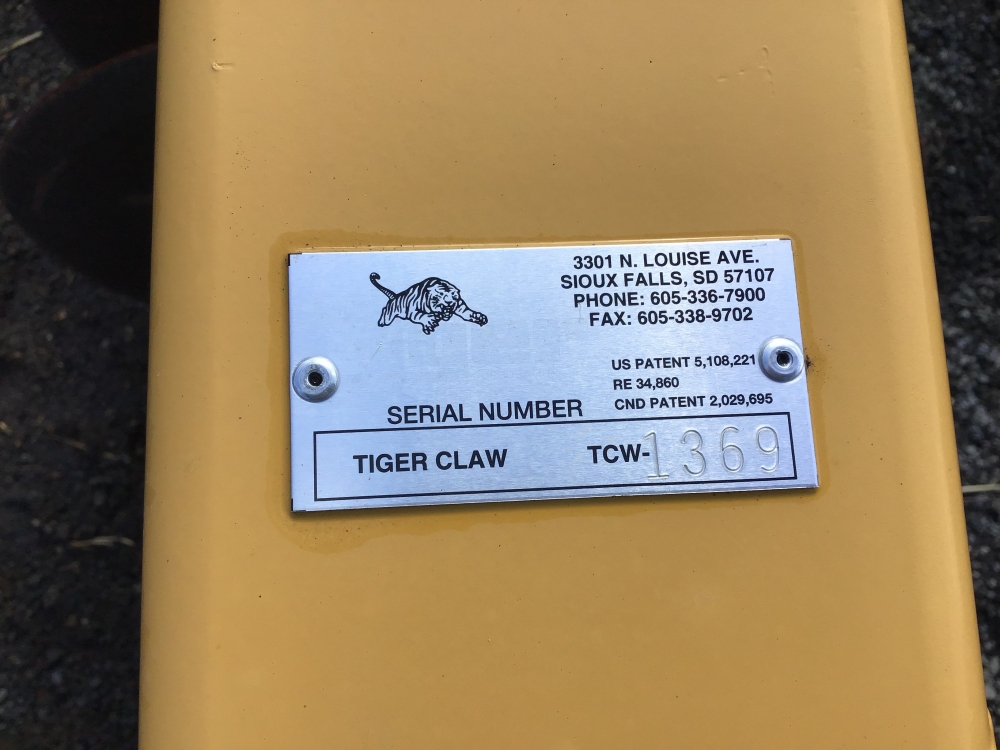 3301 N. LOUISE AVE.
SIOUX FALLS, SD 57107
PHONE: 605-336-7900
FAX: 605-338-9702
US PATENT 5,108,221
RE 34,860
CND PATENT 2,029,695
SERIAL NUMBER
TIGER CLAW TCW-1369